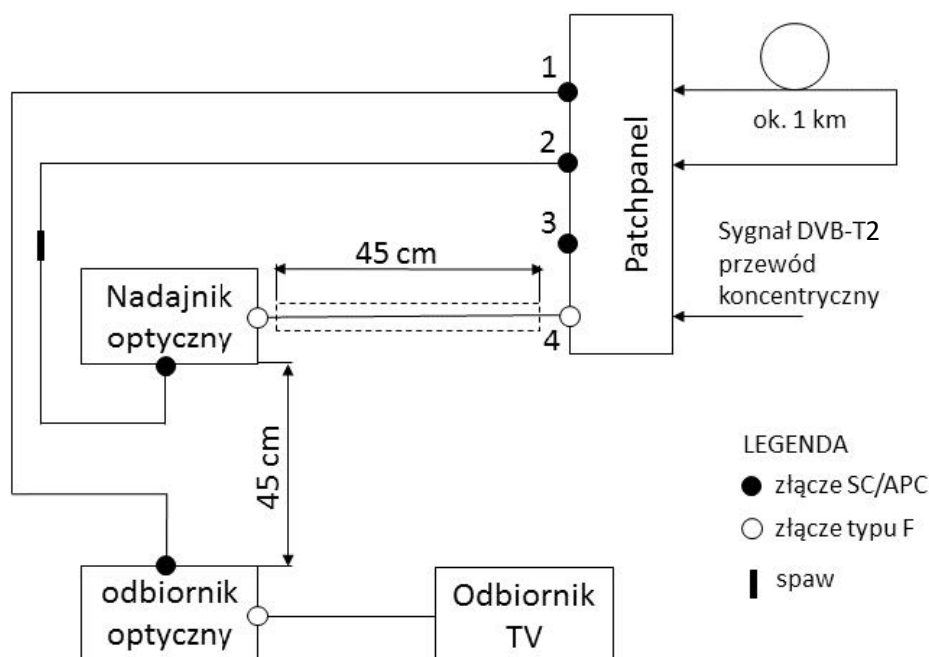 1
2
3
4
Patchpanel
ok. 1 km
Sygnał DVB-T2
przewód
koncentryczny
45 cm
Nadajnik
optyczny
45 cm
odbiornik
optyczny
Odbiornik
TV
LEGENDA
złącze SC/APC
złącze typu F
spaw